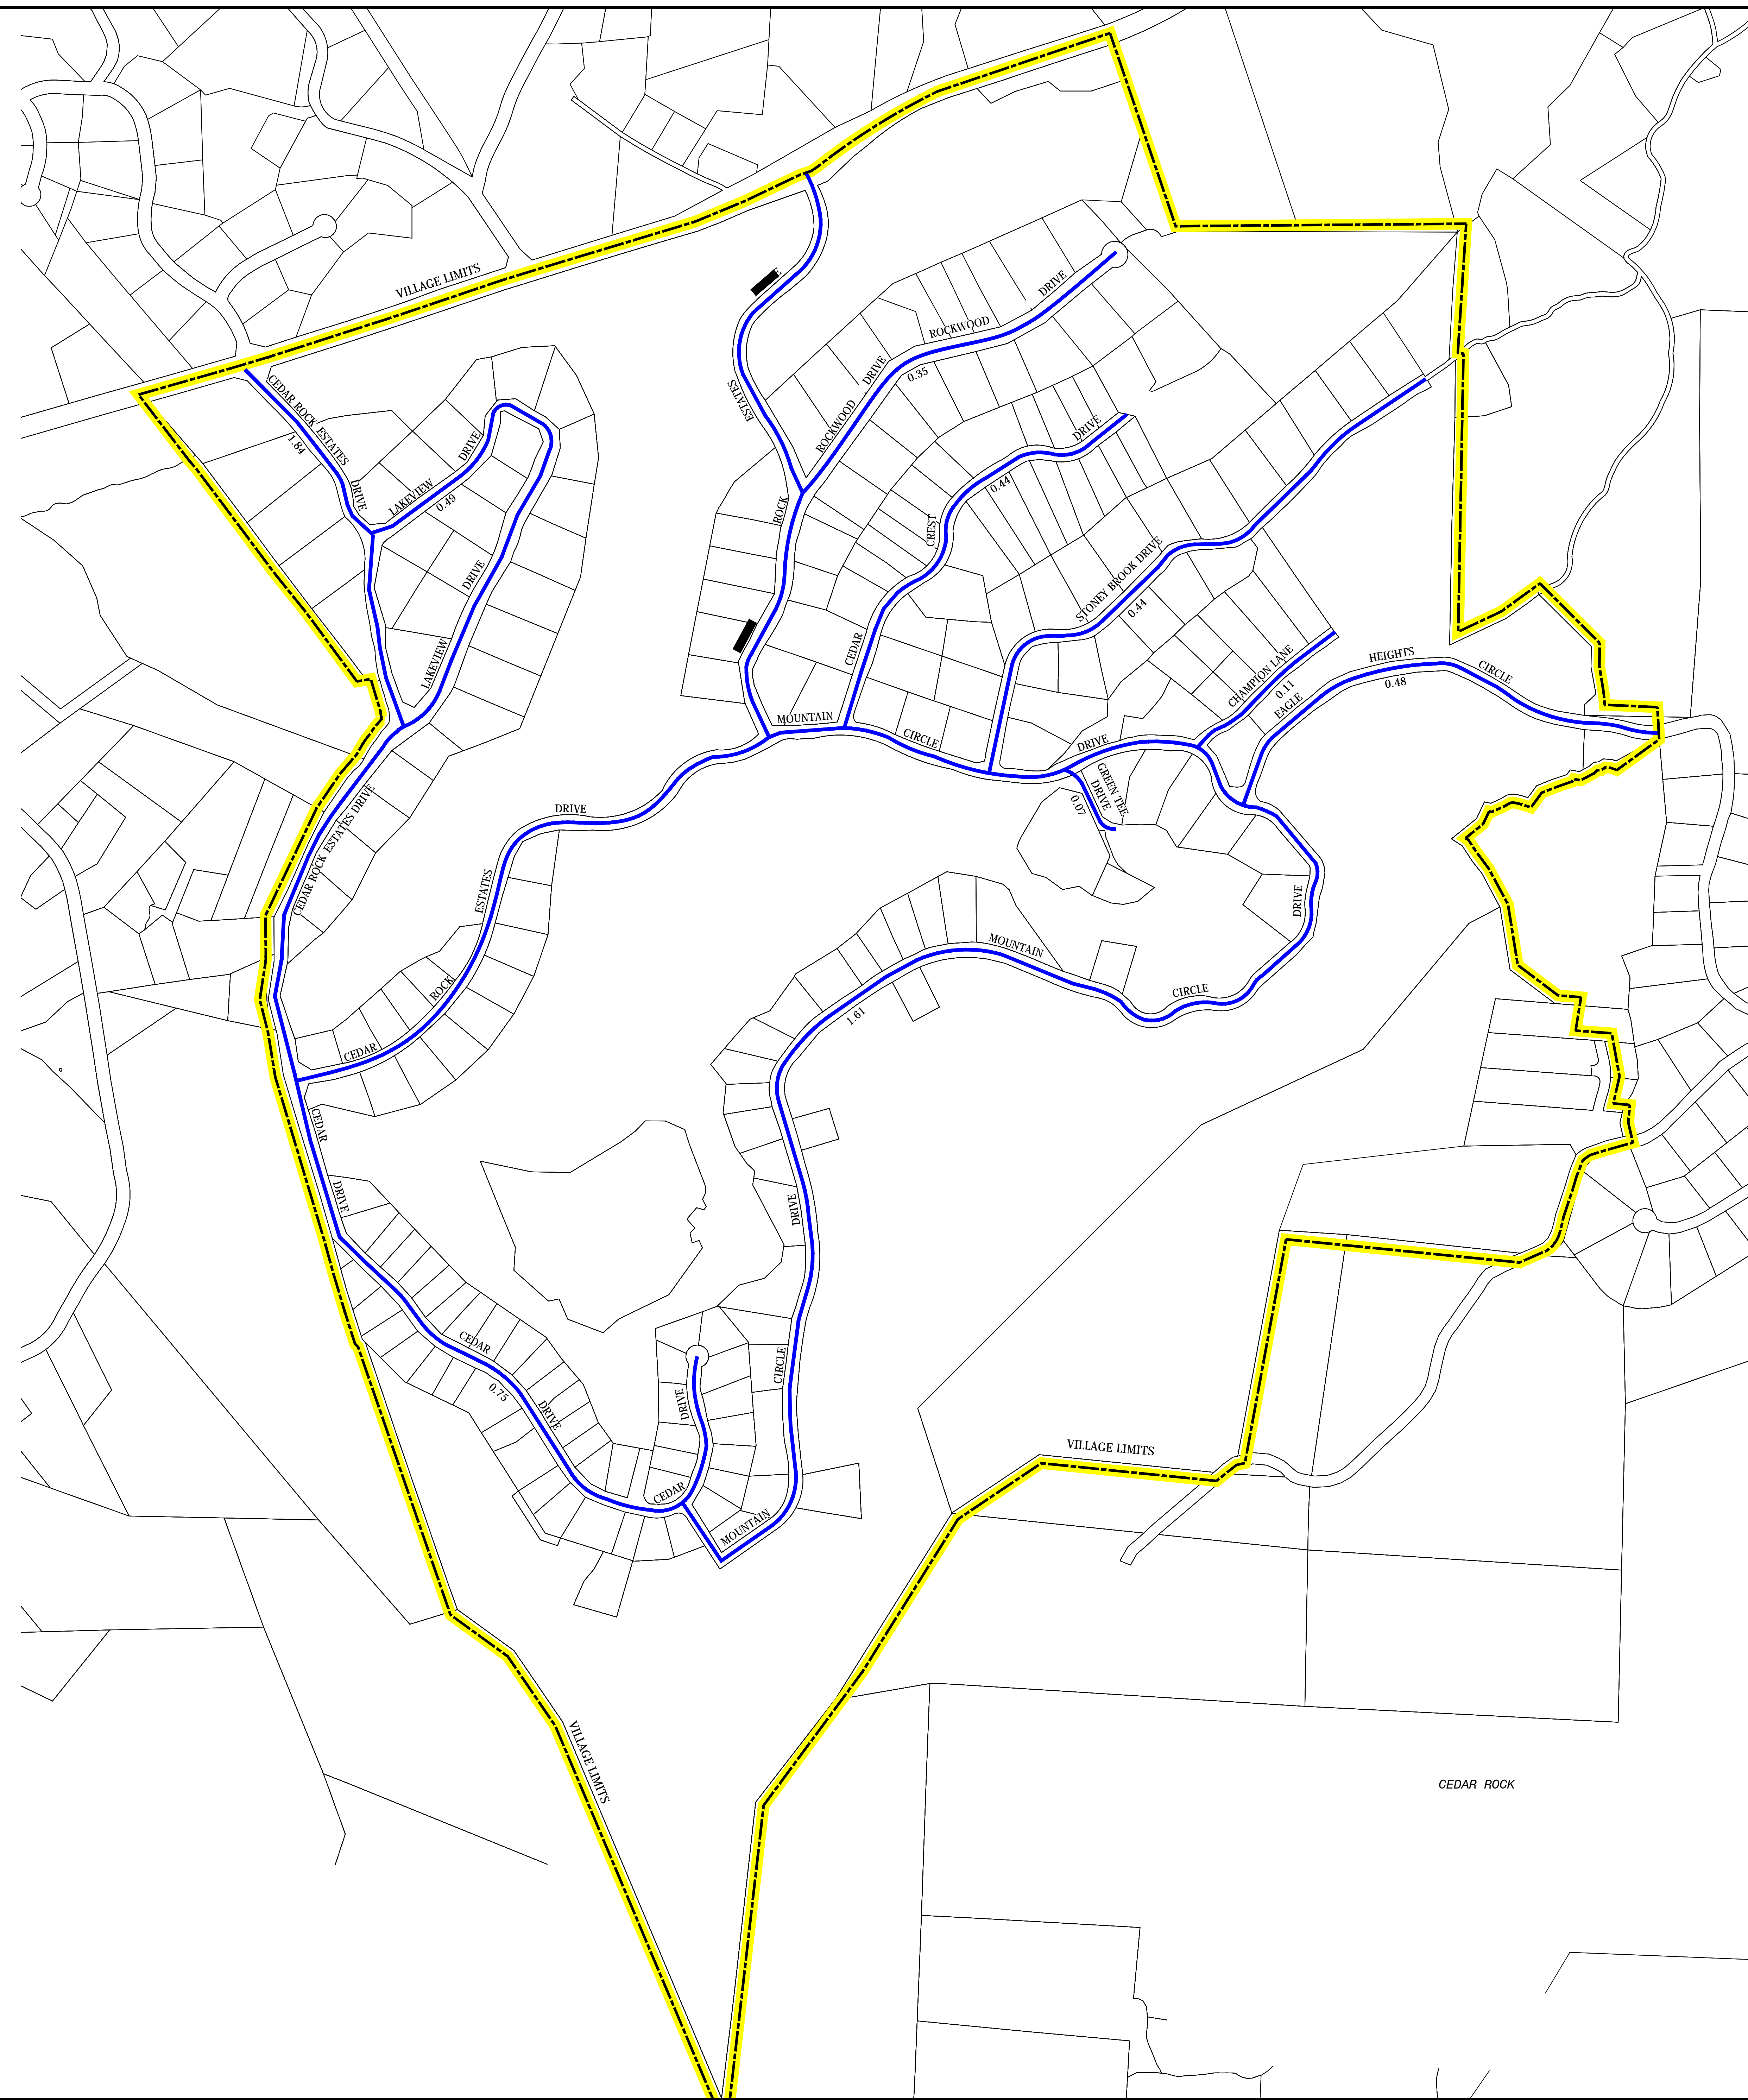 VILLAGE LIMITS
E
DRIVE
ROCKWOOD
DRIVE
0.35
ROCKWOOD
ESTATES
CEDAR ROCK ESTATES
1.84
DRIVE
LAKEVIEW
DRIVE
0.49
DRIVE
LAKEVIEW
ROCK
DRIVE
0.44
CREST
CEDAR
STONEY BROOK DRIVE
0.44
CHAMPION LANE
0.11
EAGLE
HEIGHTS
0.48
CIRCLE
MOUNTAIN
CIRCLE
DRIVE
GREEN TEE
DRIVE
0.07
CEDAR ROCK ESTATES DRIVE
DRIVE
ESTATES
ROCK
CEDAR
DRIVE
MOUNTAIN
CIRCLE
1.61
CEDAR
DRIVE
DRIVE
CEDAR
0.75
DRIVE
DRIVE
CIRCLE
CEDAR
MOUNTAIN
VILLAGE LIMITS
VILLAGE LIMITS
CEDAR ROCK